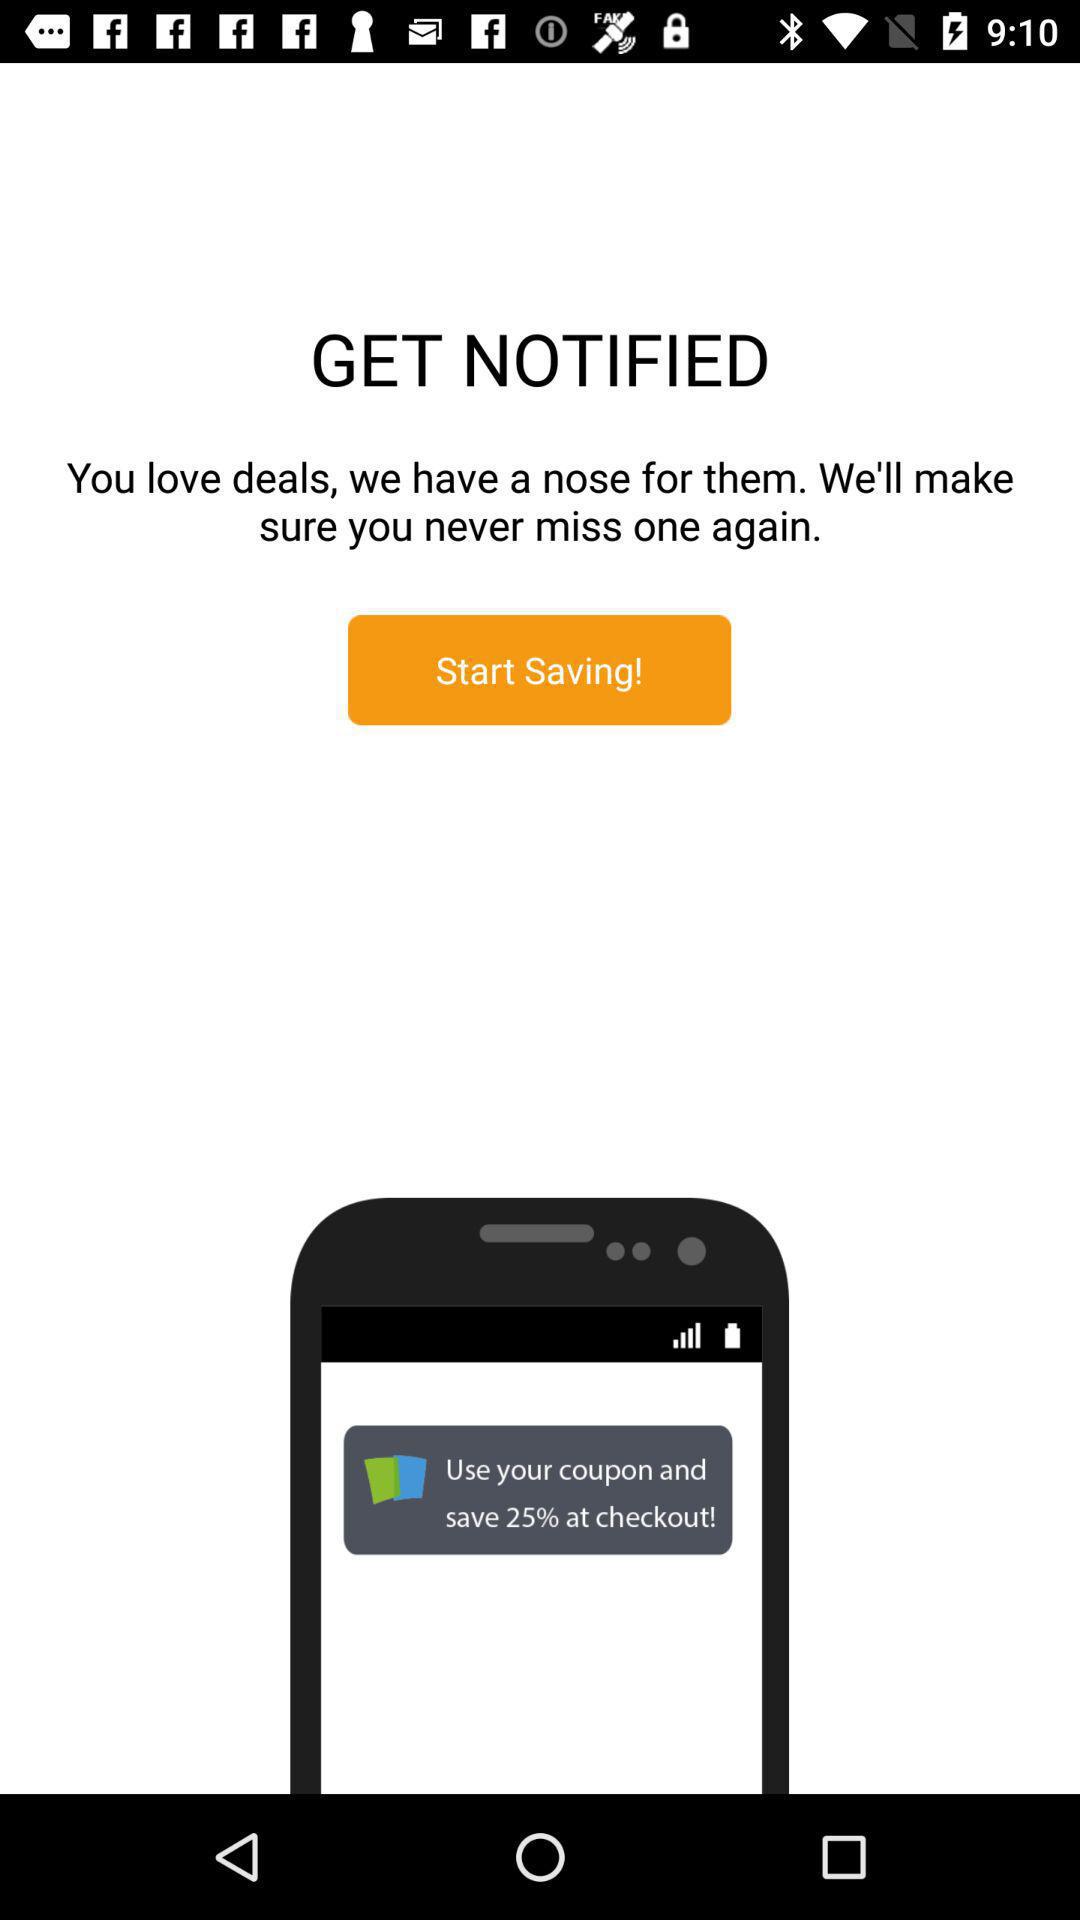 FAK
9:10
GET NOTIFIED
You love deals, we have a nose for them. We'll make
sure you never miss one again.
Start Saving!
Use your coupon and
save 25% at checkout!